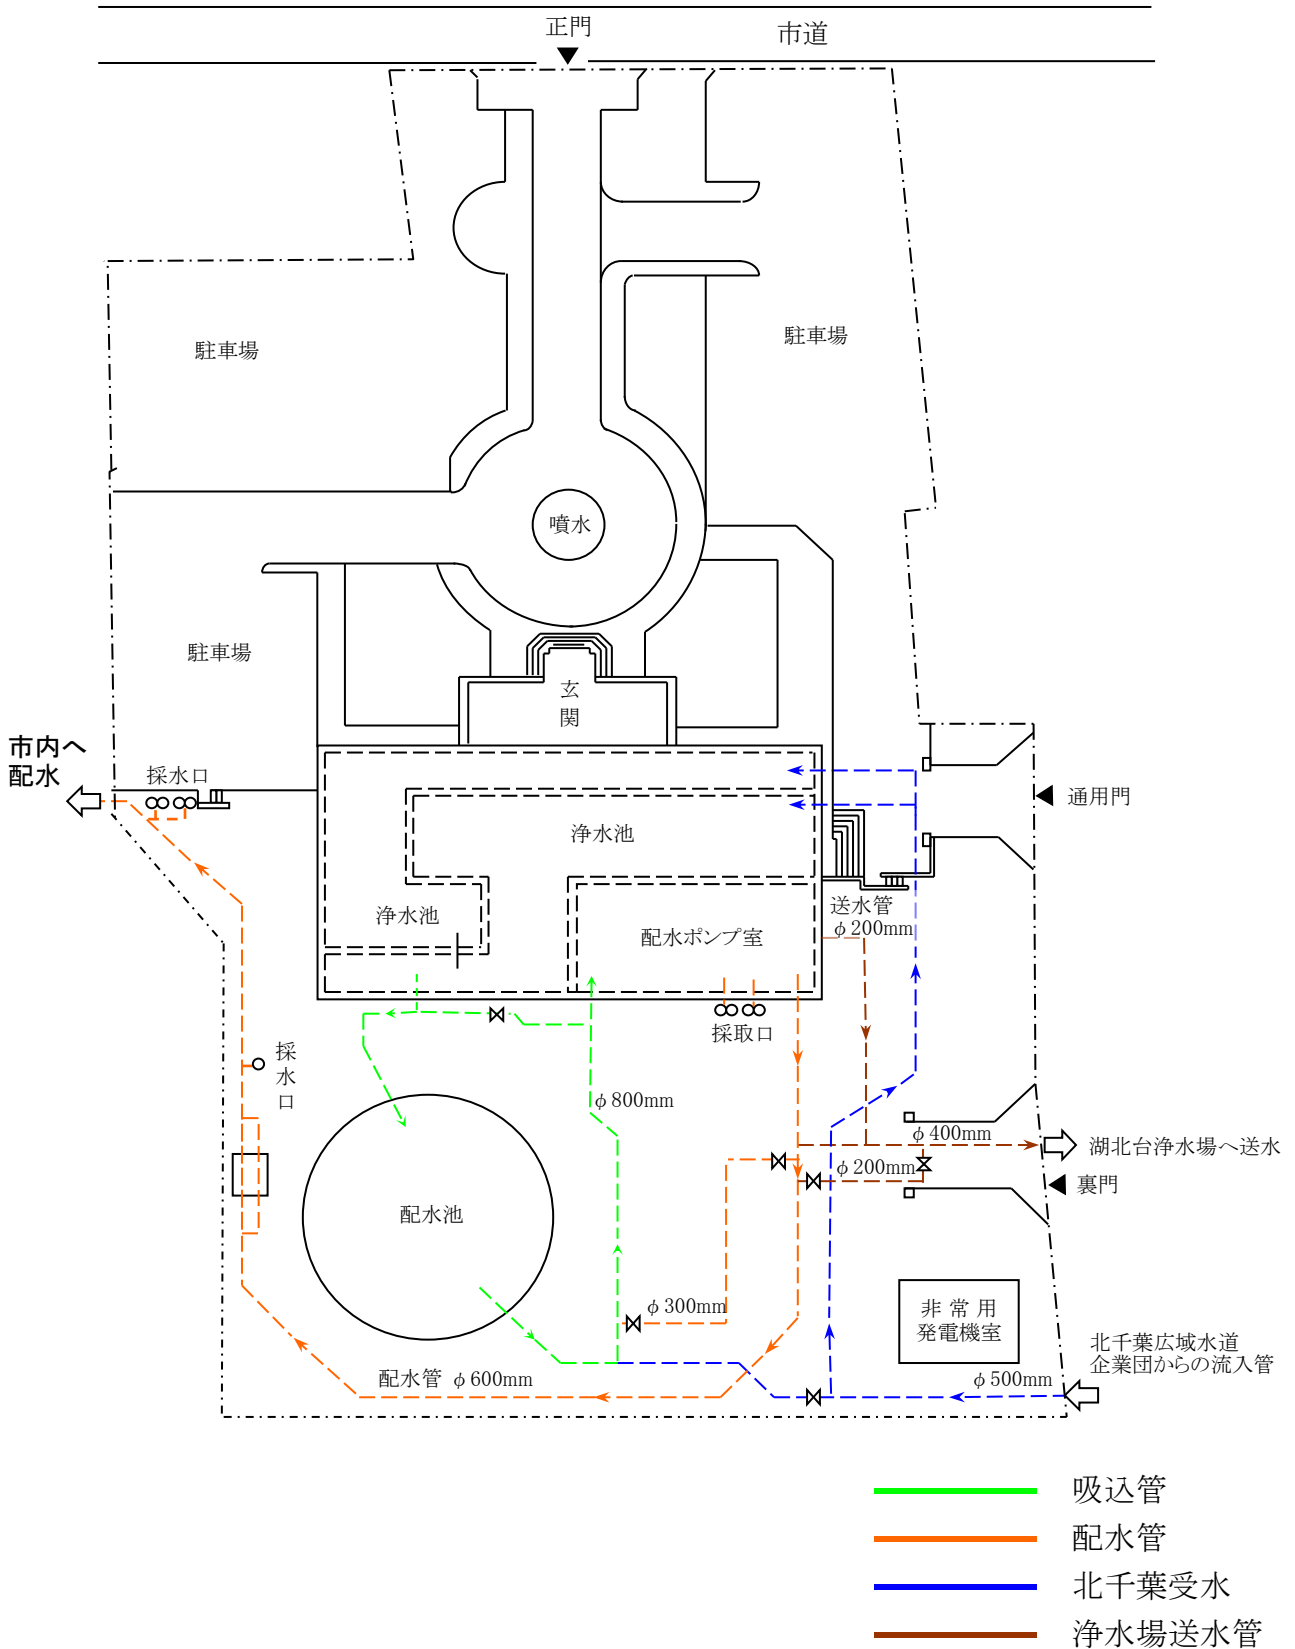 正門
市道
駐車場
駐車場
噴水
駐車場
玄
関
市内へ
配水
採水口
通用門
浄水池
浄水池
送水管
φ200mm
配水ポンプ室
採取口
採
水
口
φ800mm
φ400mm
湖北台浄水場へ送水
φ200mm
裏門
配水池
φ300mm
非常用
発電機室
北千葉広域水道
企業団からの流入管
配水管 φ600mm
φ500mm
吸込管
配水管
北千葉受水
浄水場送水管